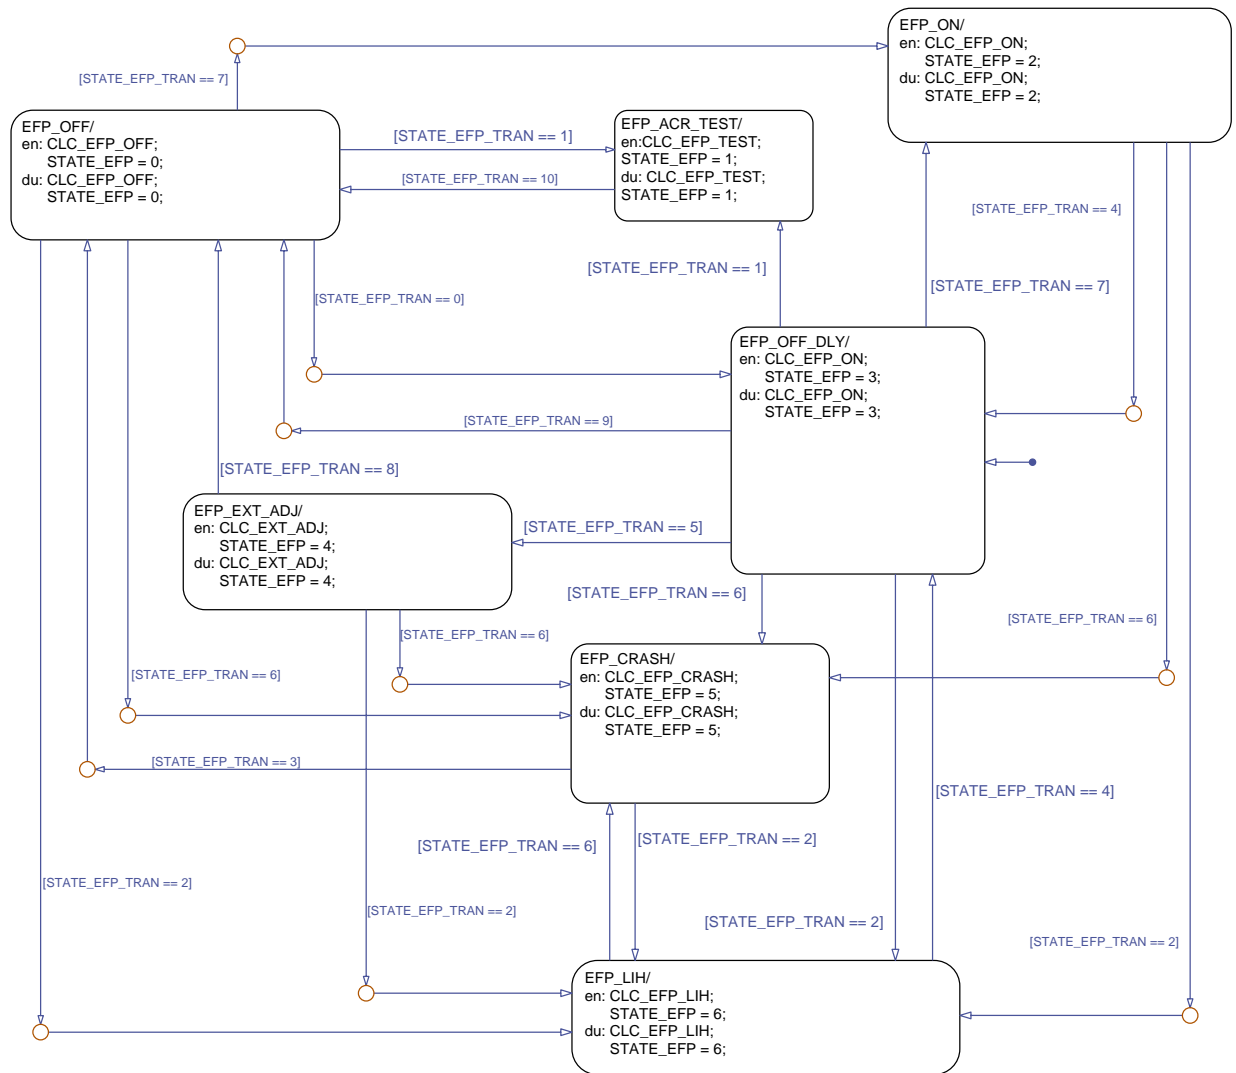 EFP_ON/
en: CLC_EFP_ON;
STATE_EFP = 2;
du: CLC_EFP_ON;
STATE_EFP = 2;
[STATE_EFP_TRAN == 7]
EFP_OFF/
en: CLC_EFP_OFF;
STATE_EFP = 0;
du: CLC_EFP_OFF;
STATE_EFP = 0;
[STATE_EFP_TRAN == 1]
[STATE_EFP_TRAN == 10]
EFP_ACR_TEST/
en:CLC_EFP_TEST;
STATE_EFP = 1;
du: CLC_EFP_TEST;
STATE_EFP = 1;
[STATE_EFP_TRAN == 4]
[STATE_EFP_TRAN == 1]
[STATE_EFP_TRAN == 7]
[STATE_EFP_TRAN == 0]
EFP_OFF_DLY/
en: CLC_EFP_ON;
STATE_EFP = 3;
du: CLC_EFP_ON;
STATE_EFP = 3;
[STATE_EFP_TRAN == 9]
[STATE_EFP_TRAN == 8]
EFP_EXT_ADJ/
en: CLC_EXT_ADJ;
STATE_EFP = 4;
du: CLC_EXT_ADJ;
STATE_EFP = 4;
[STATE_EFP_TRAN == 5]
[STATE_EFP_TRAN == 6]
[STATE_EFP_TRAN == 6]
[STATE_EFP_TRAN == 6]
[STATE_EFP_TRAN == 6]
EFP_CRASH/
en: CLC_EFP_CRASH;
STATE_EFP = 5;
du: CLC_EFP_CRASH;
STATE_EFP = 5;
[STATE_EFP_TRAN == 3]
[STATE_EFP_TRAN == 4]
[STATE_EFP_TRAN == 6]
[STATE_EFP_TRAN == 2]
[STATE_EFP_TRAN == 2]
[STATE_EFP_TRAN == 2]
[STATE_EFP_TRAN == 2]
[STATE_EFP_TRAN == 2]
EFP_LIH/
en: CLC_EFP_LIH;
STATE_EFP = 6;
du: CLC_EFP_LIH;
STATE_EFP = 6;